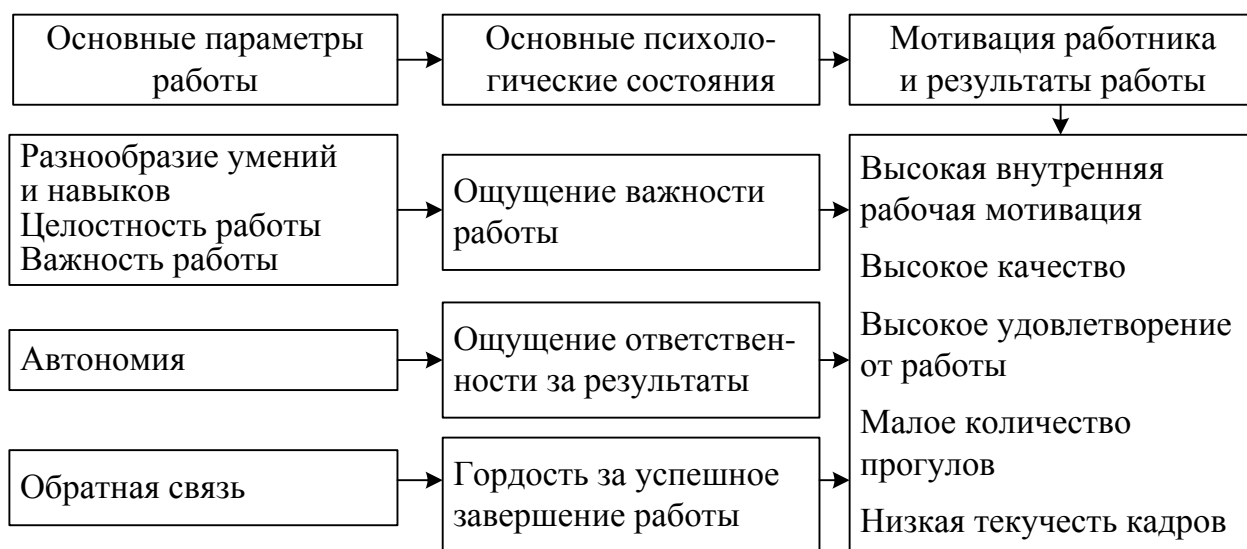 Основные параметры
работы
Основные психоло-
гические состояния
Мотивация работника
и результаты работы
Разнообразие умений
и навыков
Целостность работы
Важность работы
Ощущение важности
работы
Автономия
Ощущение ответствен-
ности за результаты
Обратная связь
Гордость за успешное
завершение работы
Высокая внутренняя
рабочая мотивация
Высокое качество
Высокое удовлетворение
от работы
Малое количество
прогулов
Низкая текучесть кадров